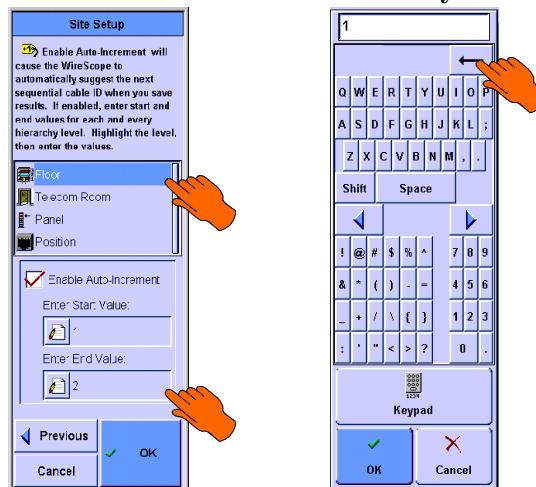 Site Setup
Enable Auto-Increment will
cause the WireScope to
automatically suggest the next
sequential cable ID when you save
results. If enabled, enter start and
end values for each and every
hierarchy level. Highlight the level,
then enter the values.
Floor
Telecom Room
Panel
Position
Enable Auto-Increment
Enter Start Value:
1
Enter End Value:
2
Previous
OK
Cancel
1
Q W E R T Y U I O P
A S D F G H J K L ;
Z X C V B N M , .
Shift Space
! @ # $ % ^ 7 8 9
& * ( ) - = 4 5 6
_ + / \ { } 1 2 3
: ' " < > ? 0 .
1234
Keypad
OK Cancel